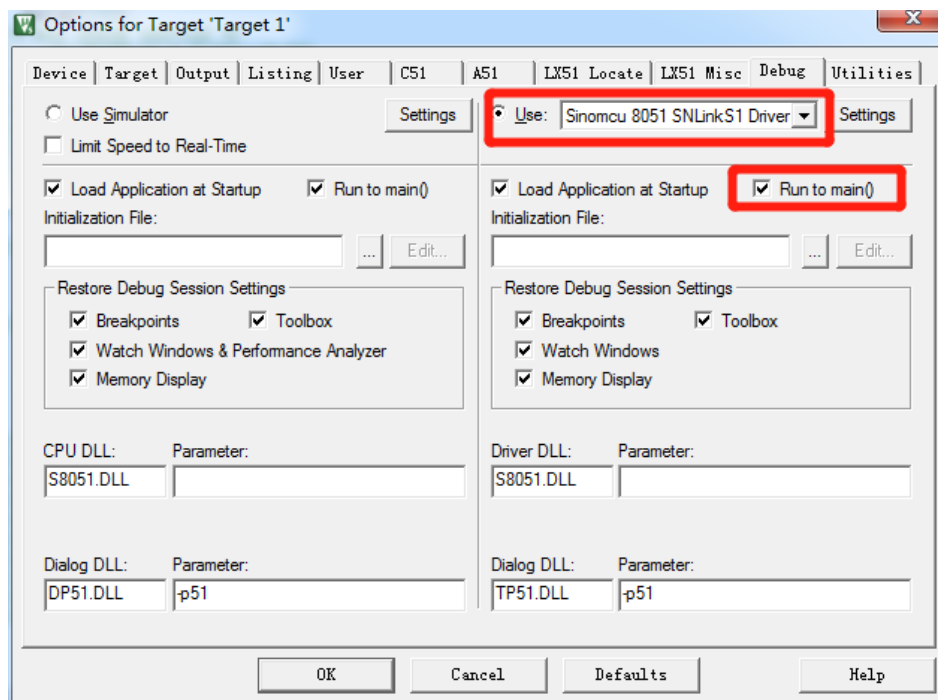 Options for Target 'Target 1'
Device Target Output Listing User C51 A51 LX51 Locate LX51 Misc Debug Utilities
Use Simulator Settings Use: Sinomcu 8051 SNLinkS1 Driver Settings
Limit Speed to Real-Time
Load Application at Startup Run to main() Load Application at Startup Run to main()
Initialization File: Initialization File:
... Edit... ... Edit...
Restore Debug Session Settings Restore Debug Session Settings
Breakpoints Toolbox Breakpoints Toolbox
Watch Windows & Performance Analyzer Watch Windows
Memory Display Memory Display
CPU DLL: Parameter: Driver DLL: Parameter:
S8051.DLL S8051.DLL
Dialog DLL: Parameter: Dialog DLL: Parameter:
DP51.DLL -p51 TP51.DLL -p51
OK Cancel Defaults Help